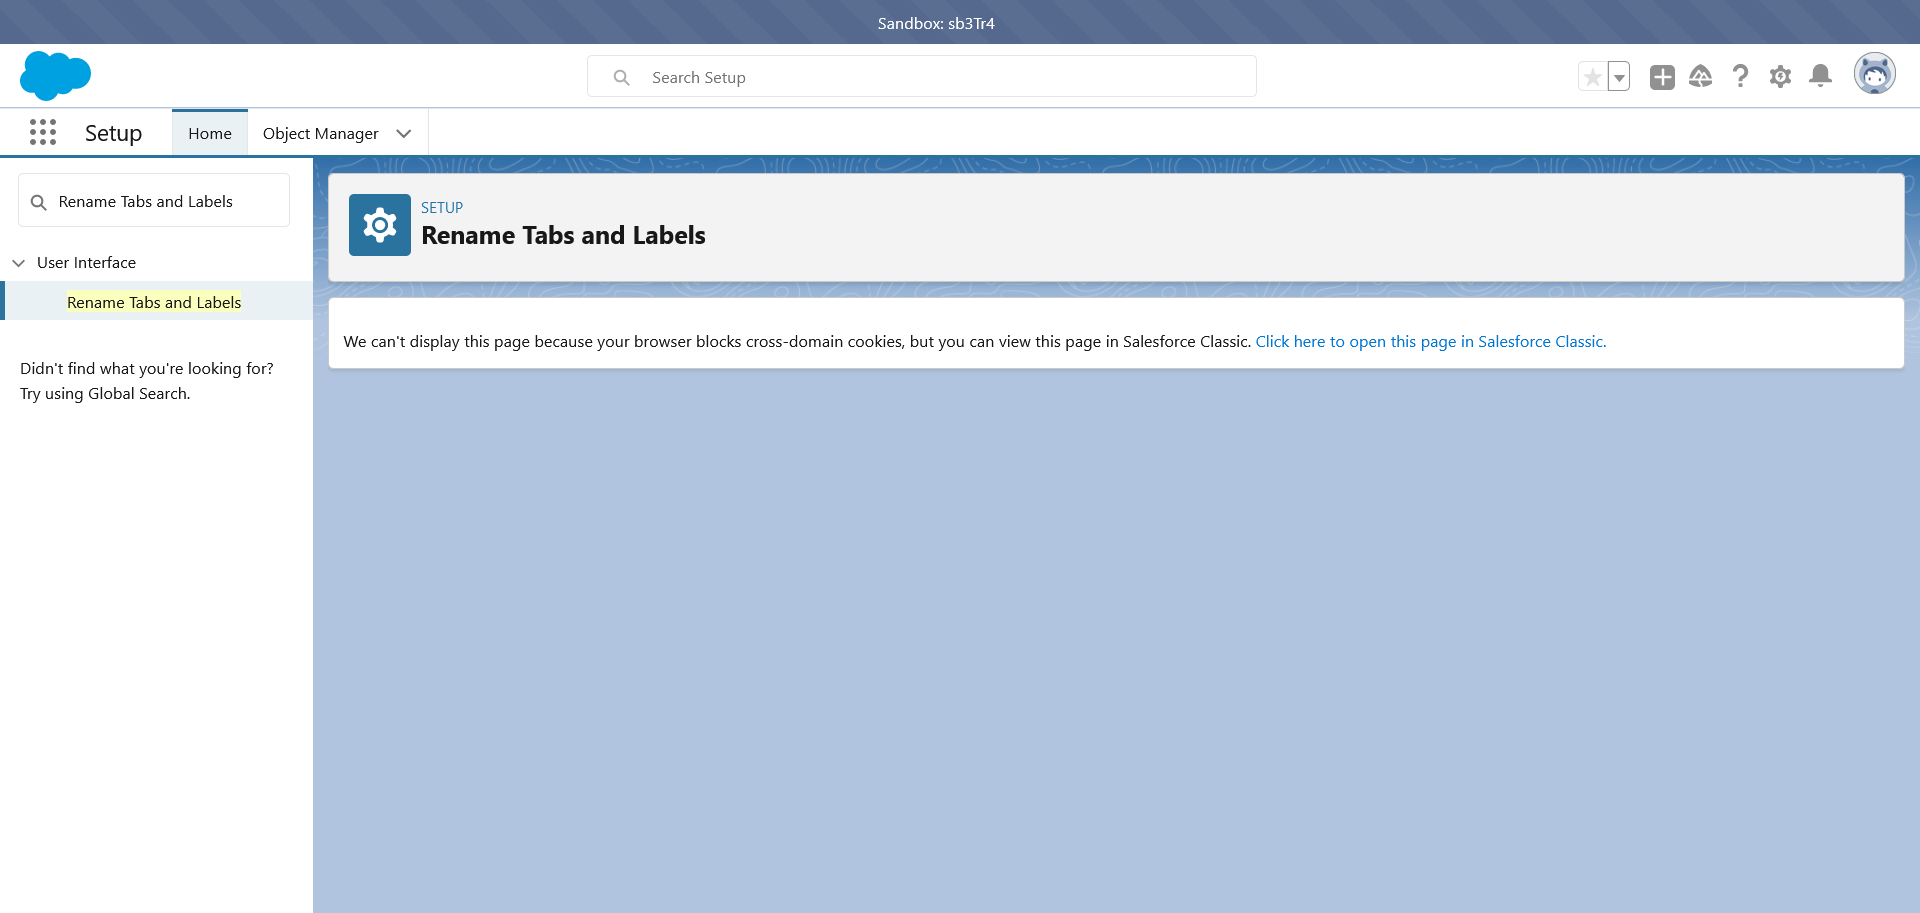 Sandbox: sb3Tr4
Search Setup
Setup
Home
Object Manager
Rename Tabs and Labels
User Interface
Rename Tabs and Labels
Didn't find what you're looking for?
Try using Global Search.
SETUP
Rename Tabs and Labels
We can't display this page because your browser blocks cross-domain cookies, but you can view this page in Salesforce Classic. Click here to open this page in Salesforce Classic.